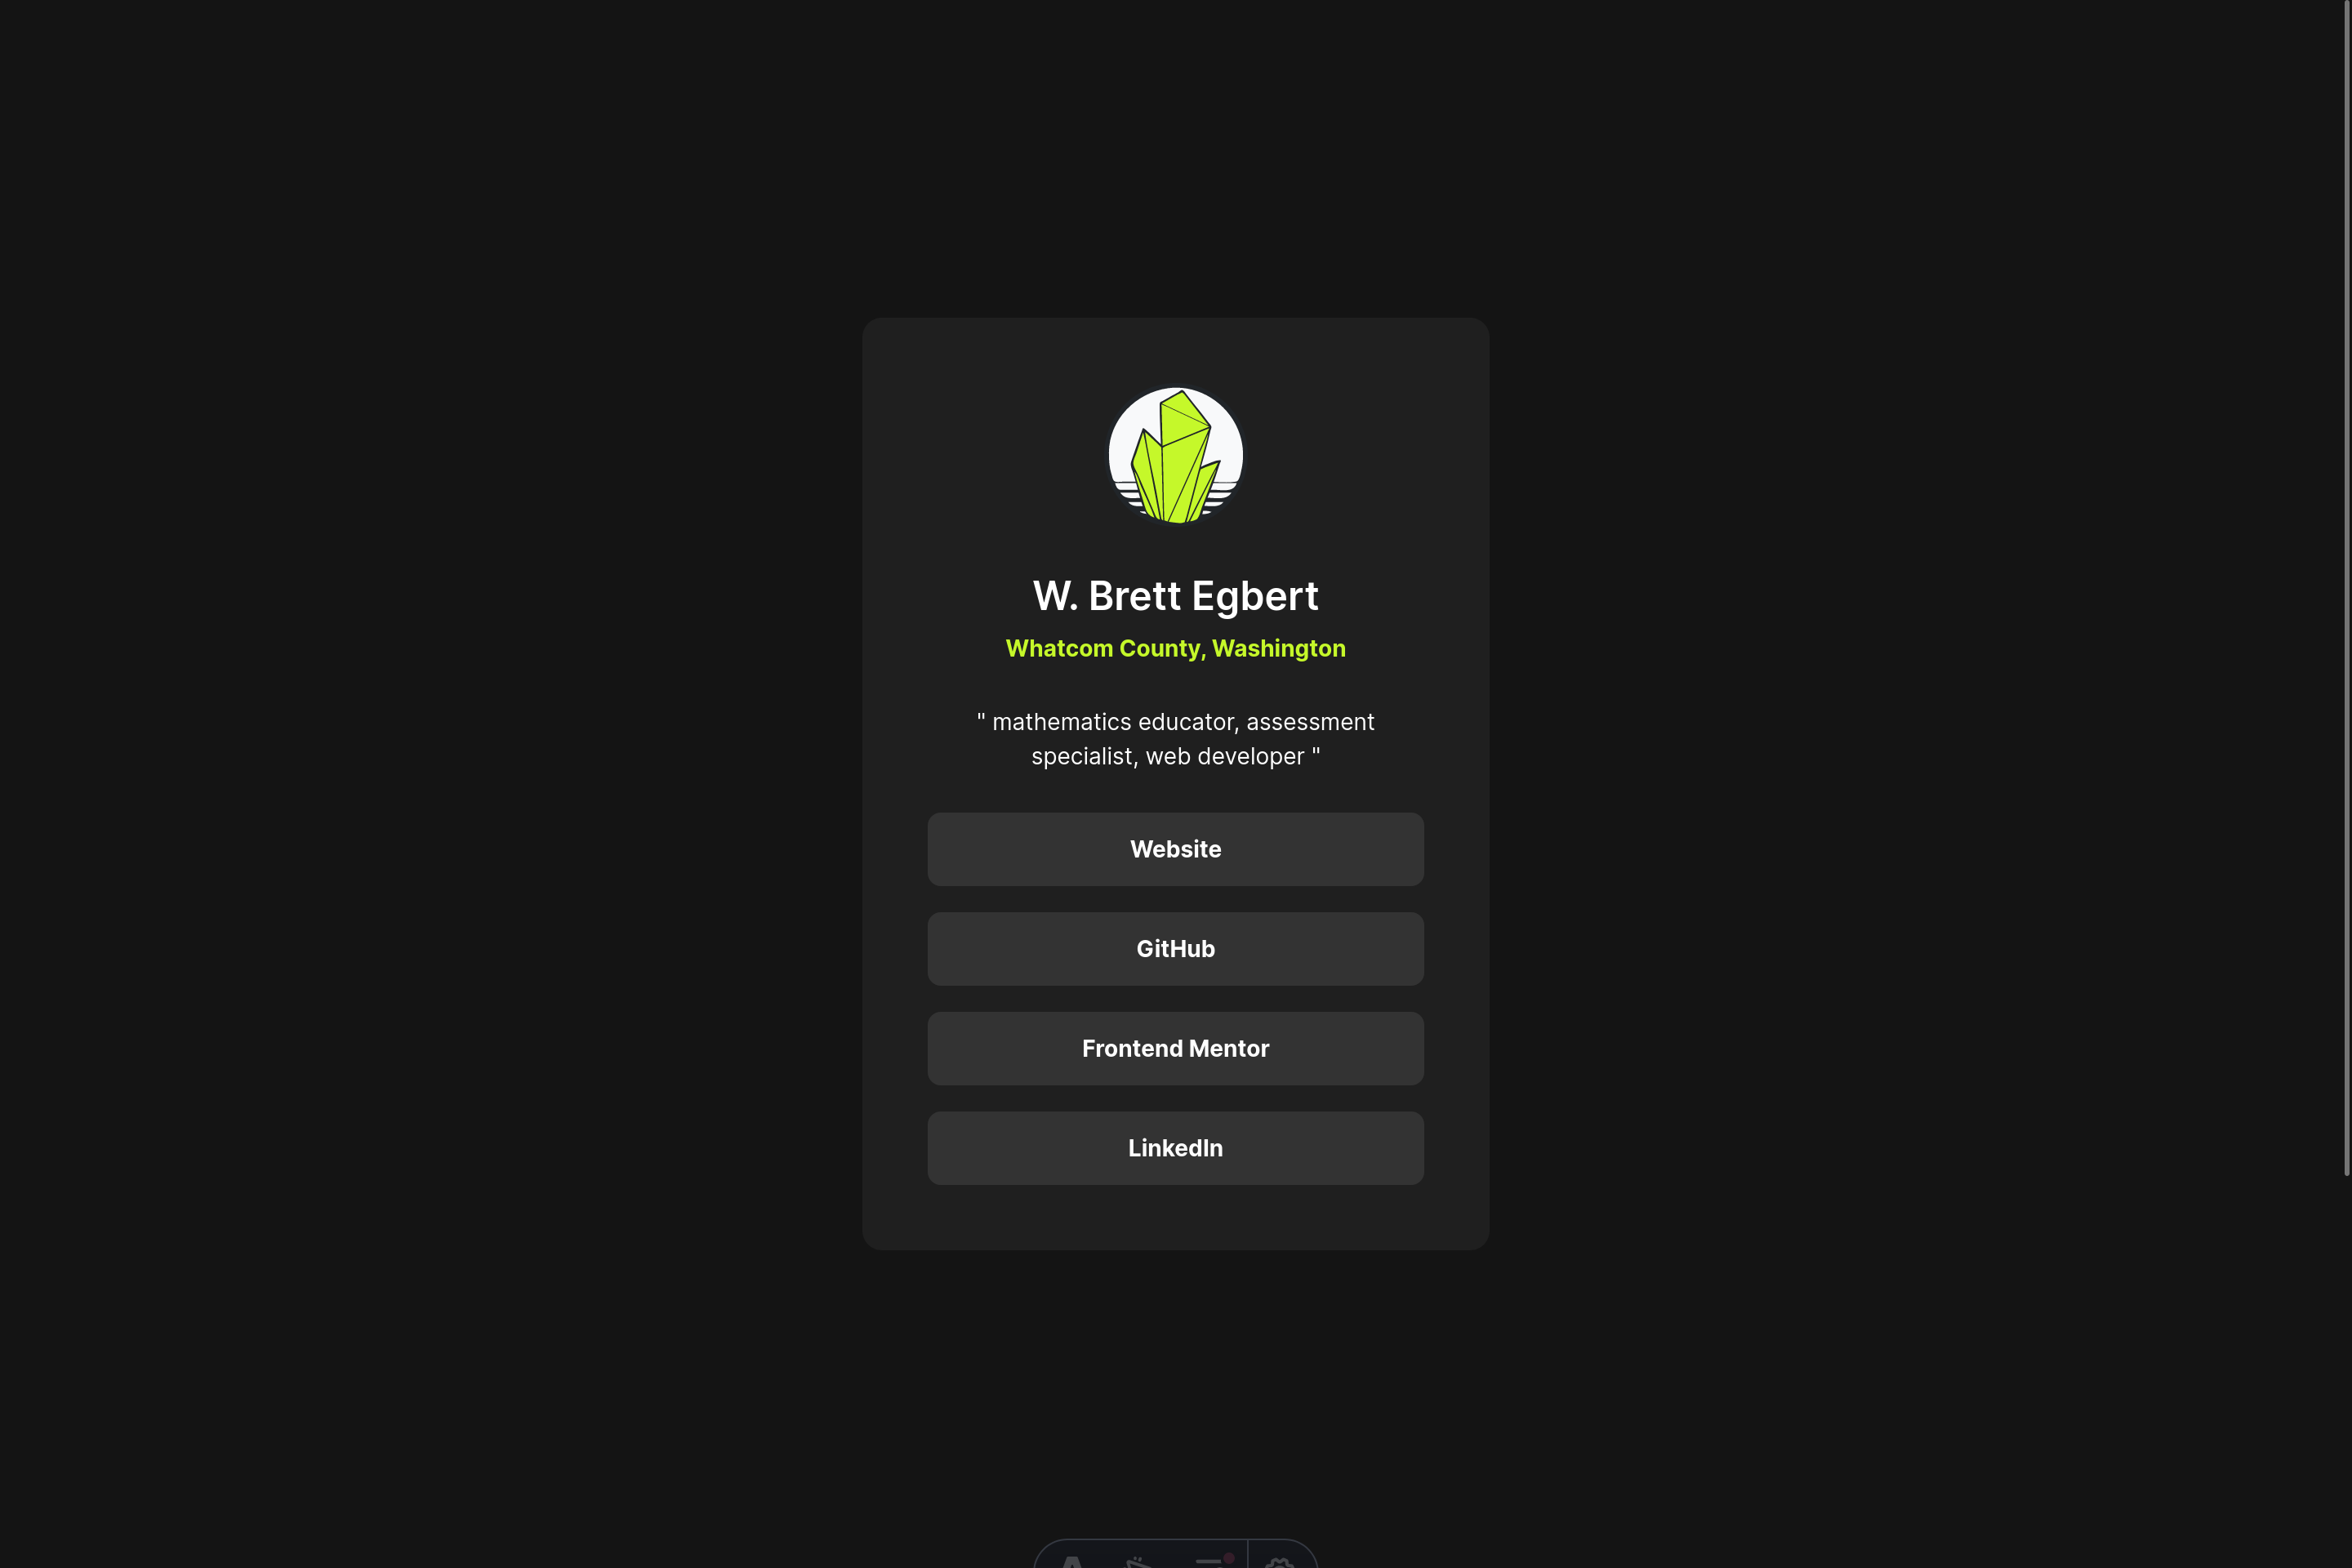 W. Brett Egbert
Whatcom County, Washington
" mathematics educator, assessment
specialist, web developer "
Website
GitHub
Frontend Mentor
LinkedIn